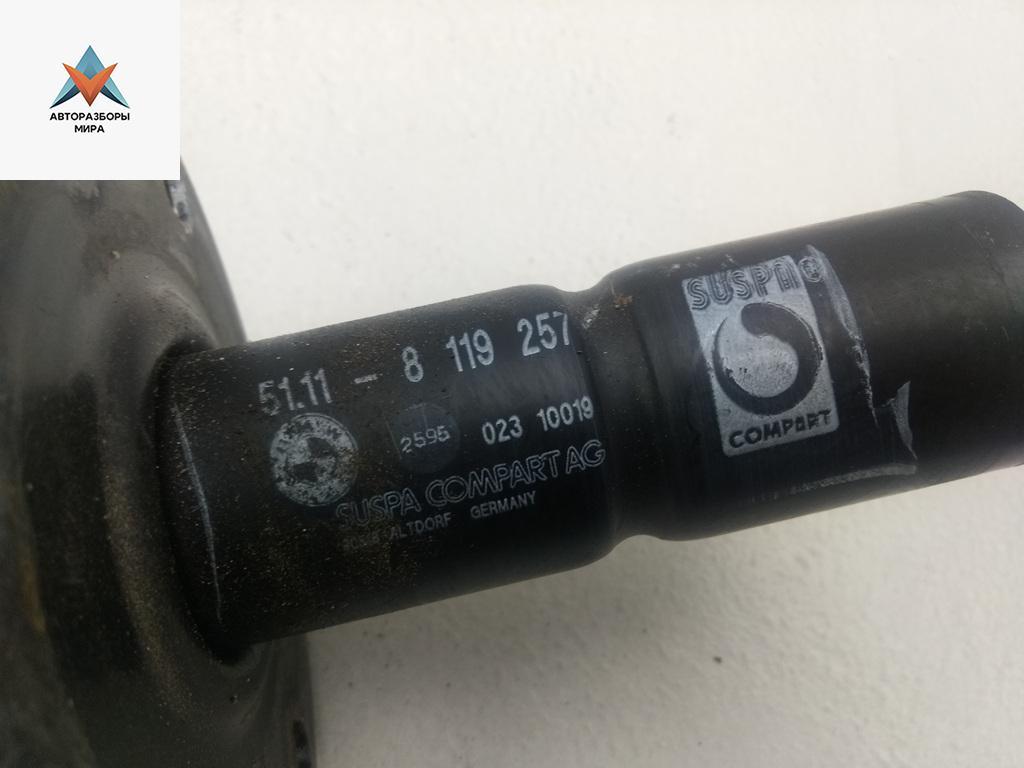 АВТОРАЗБОРЫ
МИРА
51.11 - 8 119 257
2595 023 10019
SUSPA COMPART AG
ALTDORF GERMANY
SUSPA®
COMPART